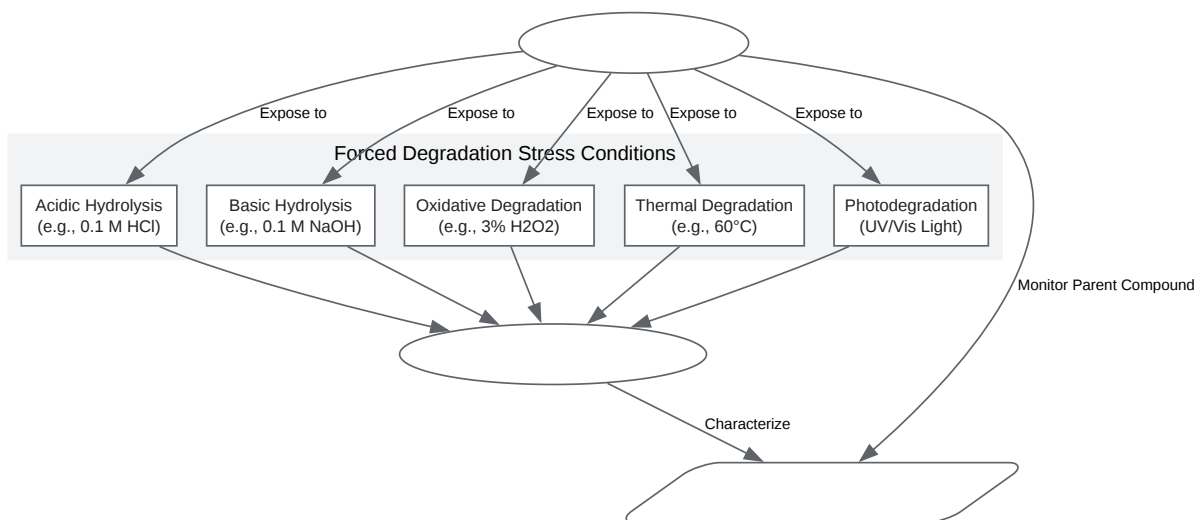 Expose to
Expose to
Expose to
Expose to
Expose to
Forced Degradation Stress Conditions
Acidic Hydrolysis
(e.g., 0.1 M HCl)
Basic Hydrolysis
(e.g., 0.1 M NaOH)
Oxidative Degradation
(e.g., 3% H2O2)
Thermal Degradation
(e.g., 60°C)
Photodegradation
(UV/Vis Light)
Monitor Parent Compound
Characterize